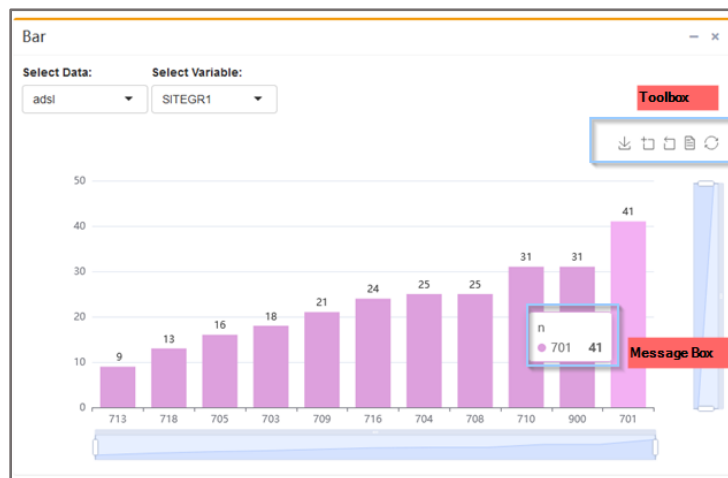 Bar
Select Data: Select Variable:
adsl SITEGR1
Toolbox
50
40
30
20
10
0
9 13 16 18 21 24 25 25 31 31 41
n
701 41
Message Box
713 718 705 703 709 716 704 708 710 900 701